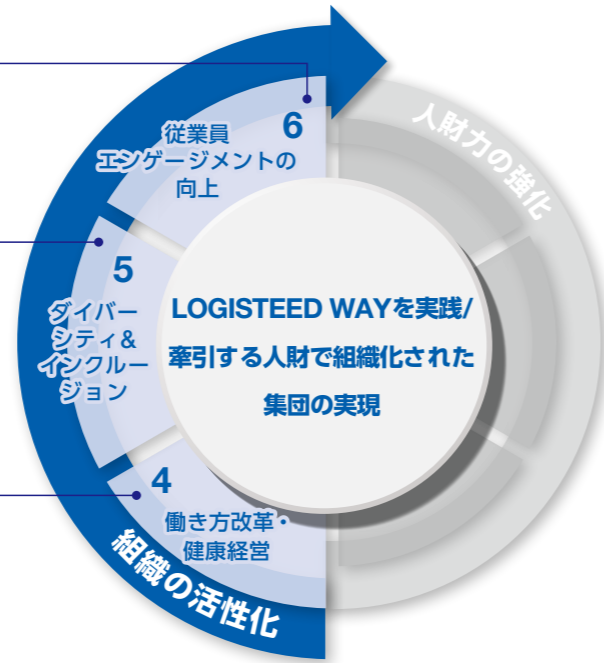 6
従業員
エンゲージメントの
向上
人財力の強化
5
ダイバー
シティ&
インクルー
ジョン
LOGISTEED WAYを実践/
牽引する人財で組織化された
集団の実現
4
働き方改革・
健康経営
組織の活性化